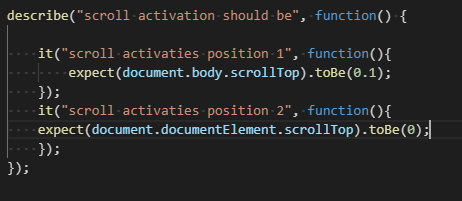 describe("scroll activation should be", function() {
it("scroll activaties position 1", function(){
expect(document.body.scrollTop).toBe(0.1);
});
it("scroll activaties position 2", function(){
expect(document.documentElement.scrollTop).toBe(0);
});
});